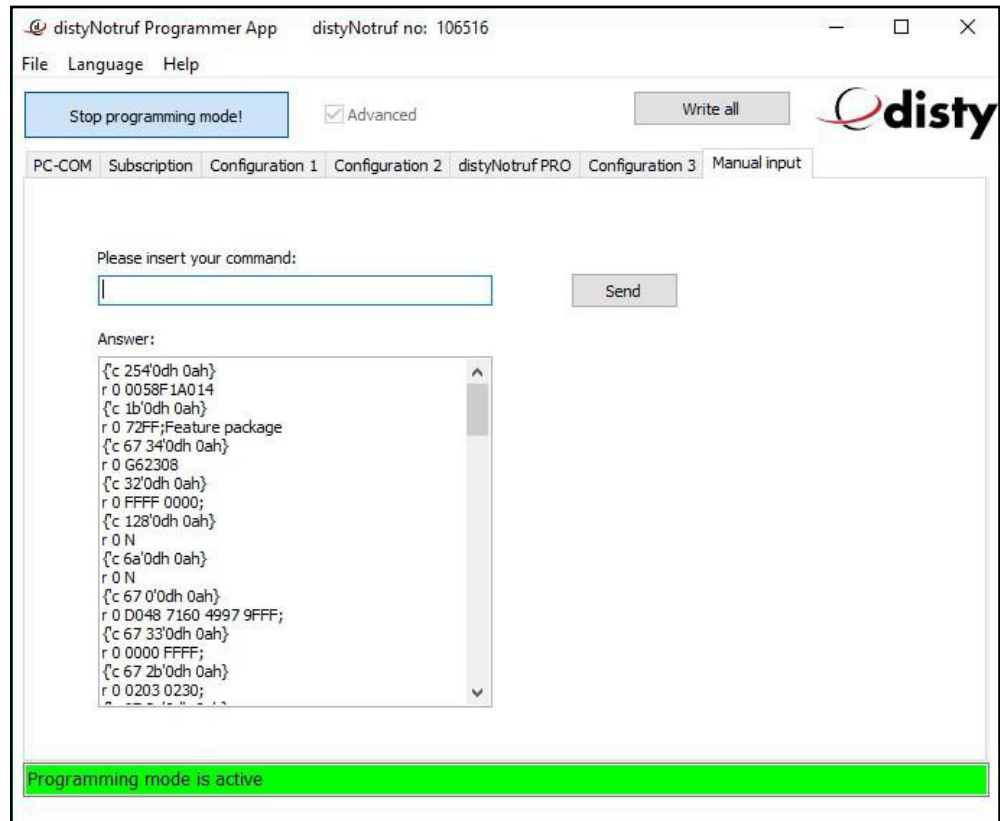 distyNotruf Programmer App distyNotruf no: 106516
File Language Help
Stop programming mode! Advanced Write all disty
PC-COM Subscription Configuration 1 Configuration 2 distyNotruf PRO Configuration 3 Manual input
Please insert your command:
Send
Answer:
{'c 254'0dh 0ah}
r 0 0058F1A014
{'c 1b'0dh 0ah}
r 0 72FF;Feature package
{'c 67 34'0dh 0ah}
r 0 G62308
{'c 32'0dh 0ah}
r 0 FFFF 0000;
{'c 128'0dh 0ah}
r 0 N
{'c 6a'0dh 0ah}
r 0 N
{'c 67 0'0dh 0ah}
r 0 D048 7160 4997 9FFF;
{'c 67 33'0dh 0ah}
r 0 0000 FFFF;
{'c 67 2b'0dh 0ah}
r 0 0203 0230;
Programming mode is active